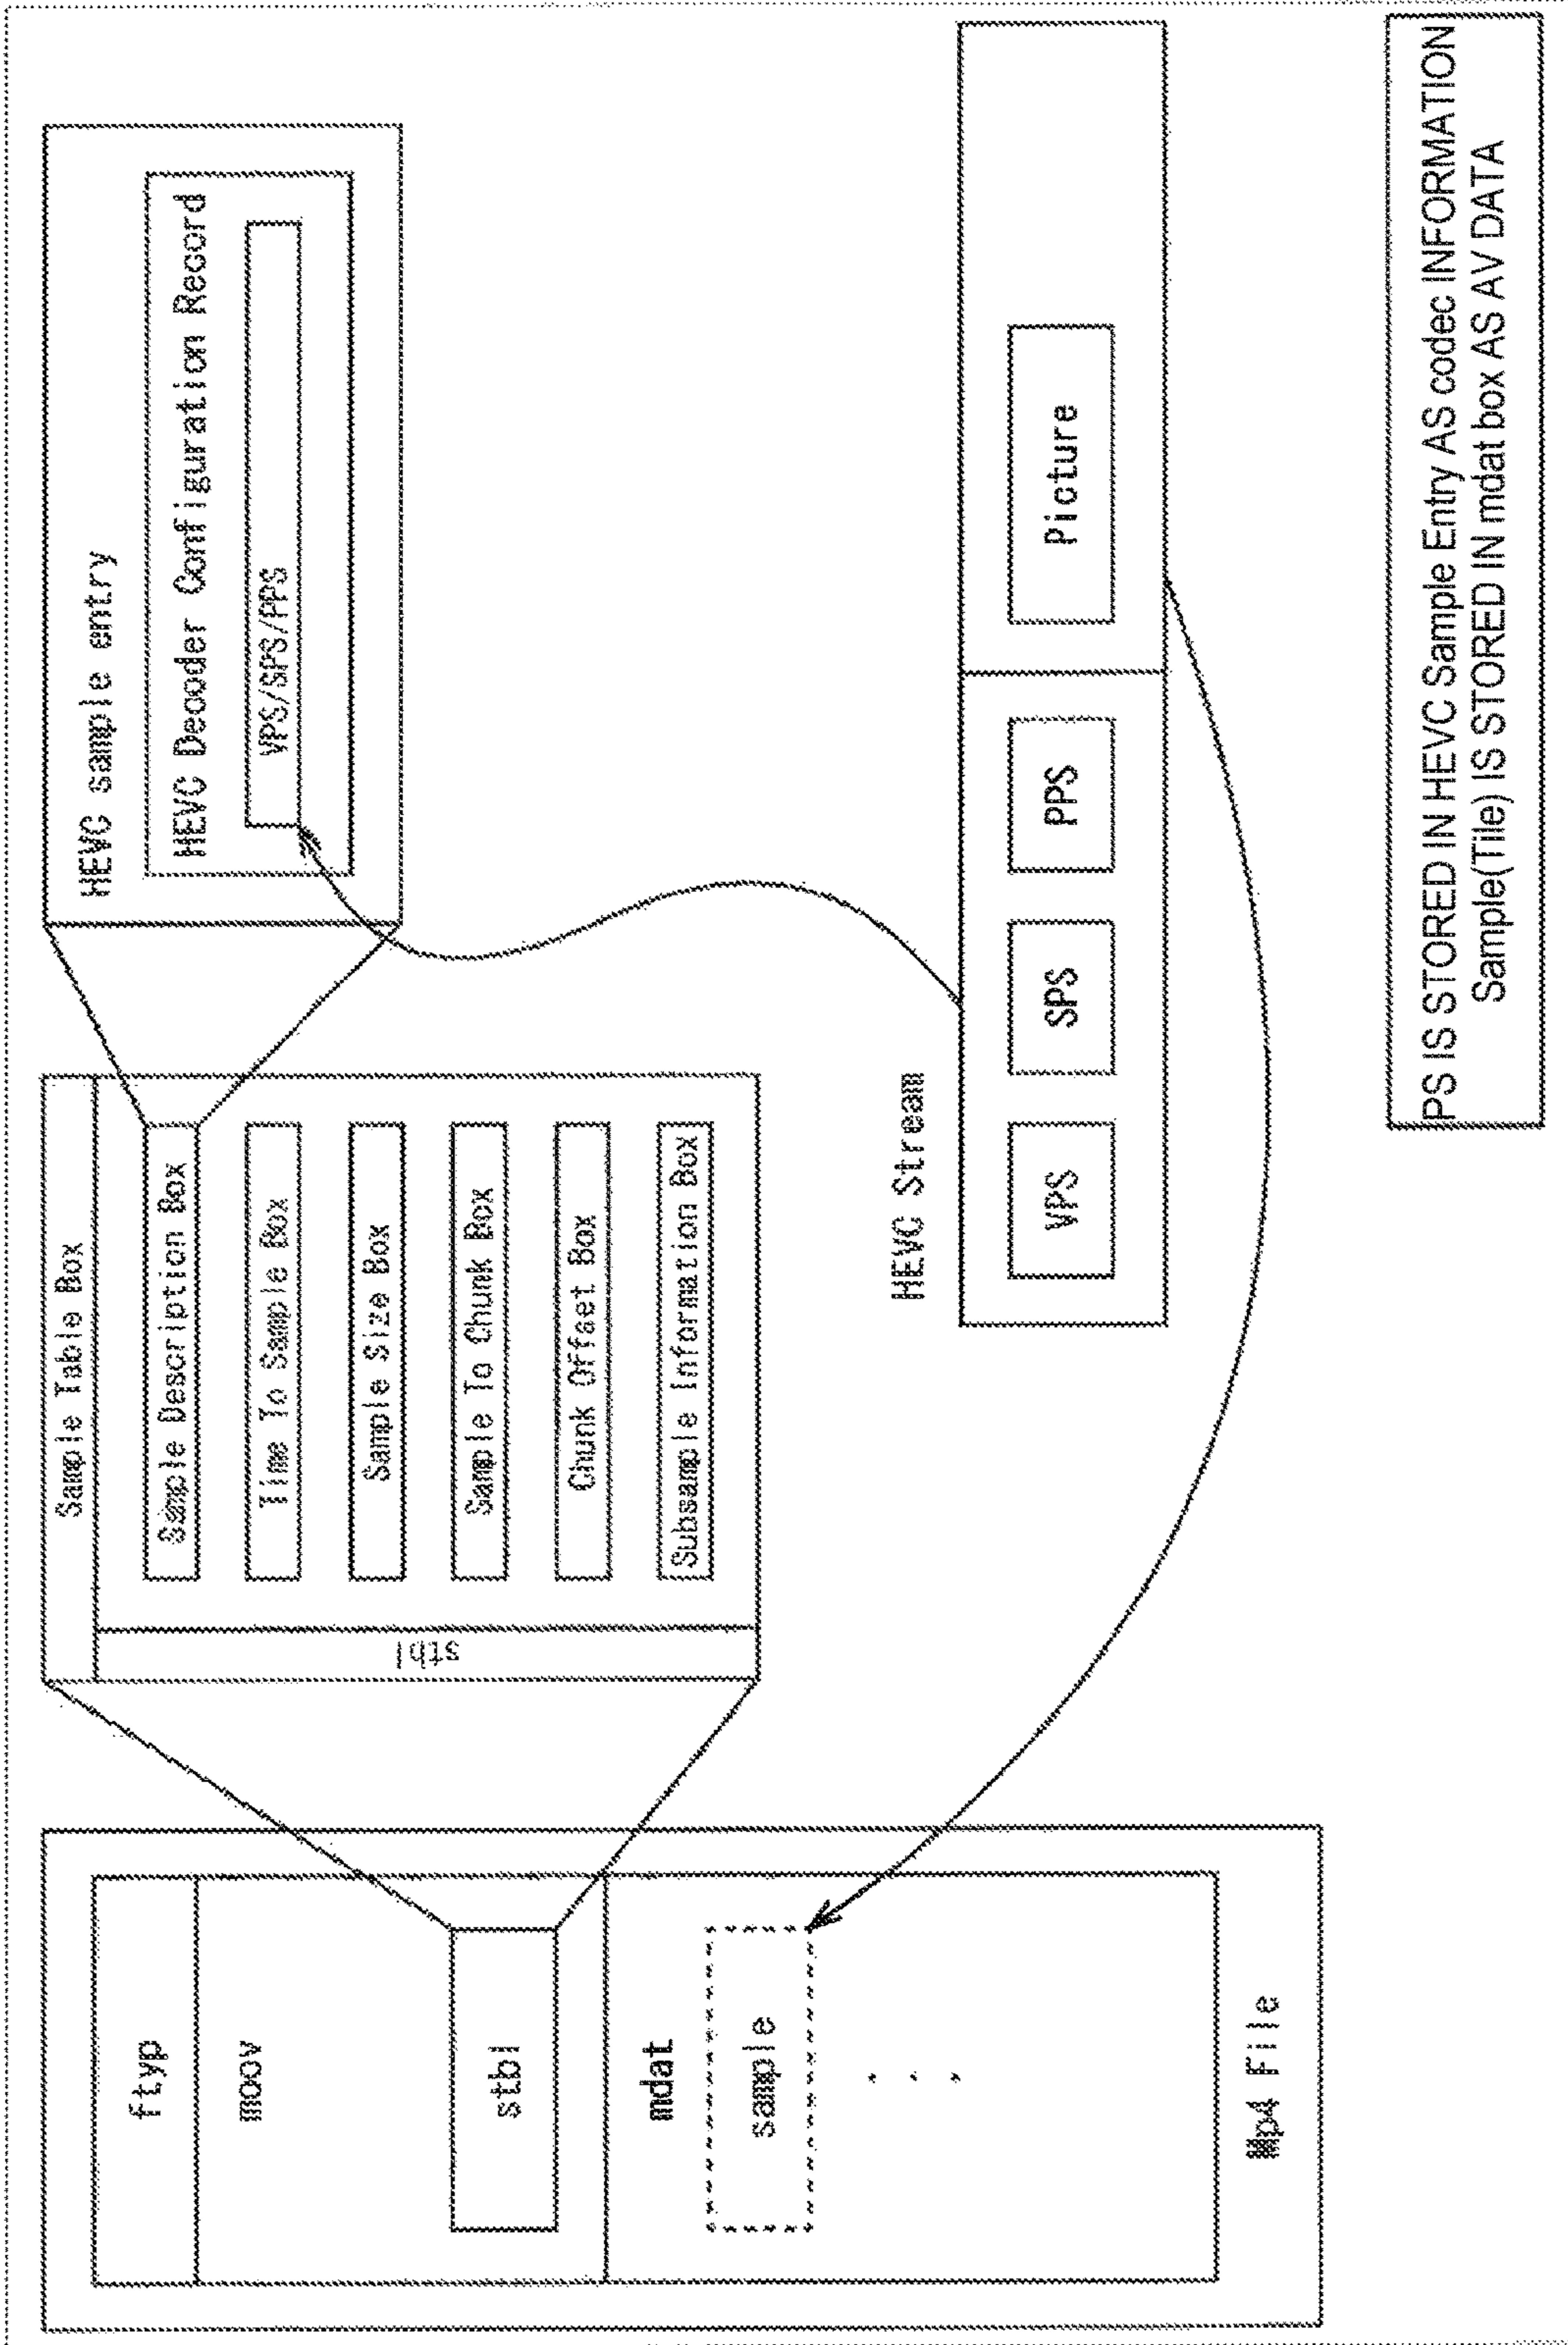 ftyp
moov
stbl
mdat
sample
Mp4 File
Sample Table Box
stbl
Sample Description Box
Time To Sample Box
Sample Size Box
Sample To Chunk Box
Chunk Offset Box
Subsample Information Box
HEVC sample entry
HEVC Decoder Configuration Record
VPS/SPS/PPS
HEVC Stream
VPS
SPS
PPS
Picture
PS IS STORED IN HEVC Sample Entry AS codec INFORMATION
Sample(Tile) IS STORED IN mdat box AS AV DATA